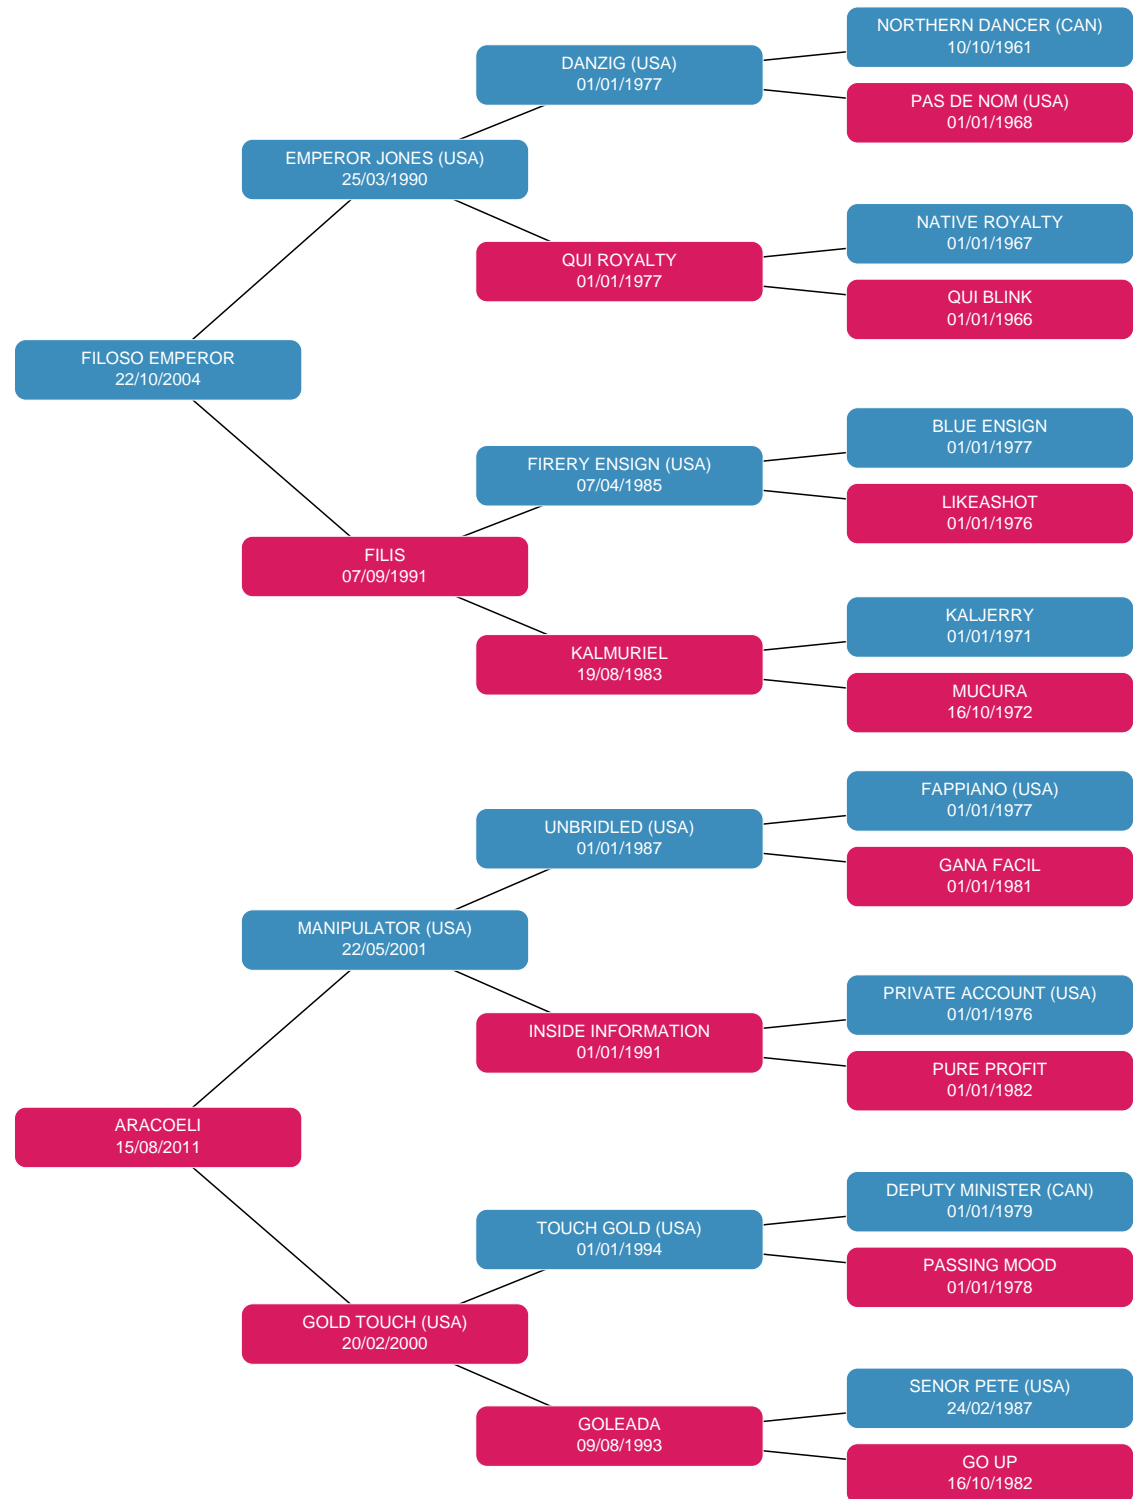 NORTHERN DANCER (CAN)
10/10/1961
DANZIG (USA)
01/01/1977
PAS DE NOM (USA)
01/01/1968
EMPEROR JONES (USA)
25/03/1990
NATIVE ROYALTY
01/01/1967
QUI ROYALTY
01/01/1977
QUI BLINK
01/01/1966
FILOSO EMPEROR
22/10/2004
BLUE ENSIGN
01/01/1977
FIRERY ENSIGN (USA)
07/04/1985
LIKEASHOT
01/01/1976
FILIS
07/09/1991
KALJERRY
01/01/1971
KALMURIEL
19/08/1983
MUCURA
16/10/1972
FAPPIANO (USA)
01/01/1977
UNBRIDLED (USA)
01/01/1987
GANA FACIL
01/01/1981
MANIPULATOR (USA)
22/05/2001
PRIVATE ACCOUNT (USA)
01/01/1976
INSIDE INFORMATION
01/01/1991
PURE PROFIT
01/01/1982
ARACOELI
15/08/2011
DEPUTY MINISTER (CAN)
01/01/1979
TOUCH GOLD (USA)
01/01/1994
PASSING MOOD
01/01/1978
GOLD TOUCH (USA)
20/02/2000
SENOR PETE (USA)
24/02/1987
GOLEADA
09/08/1993
GO UP
16/10/1982